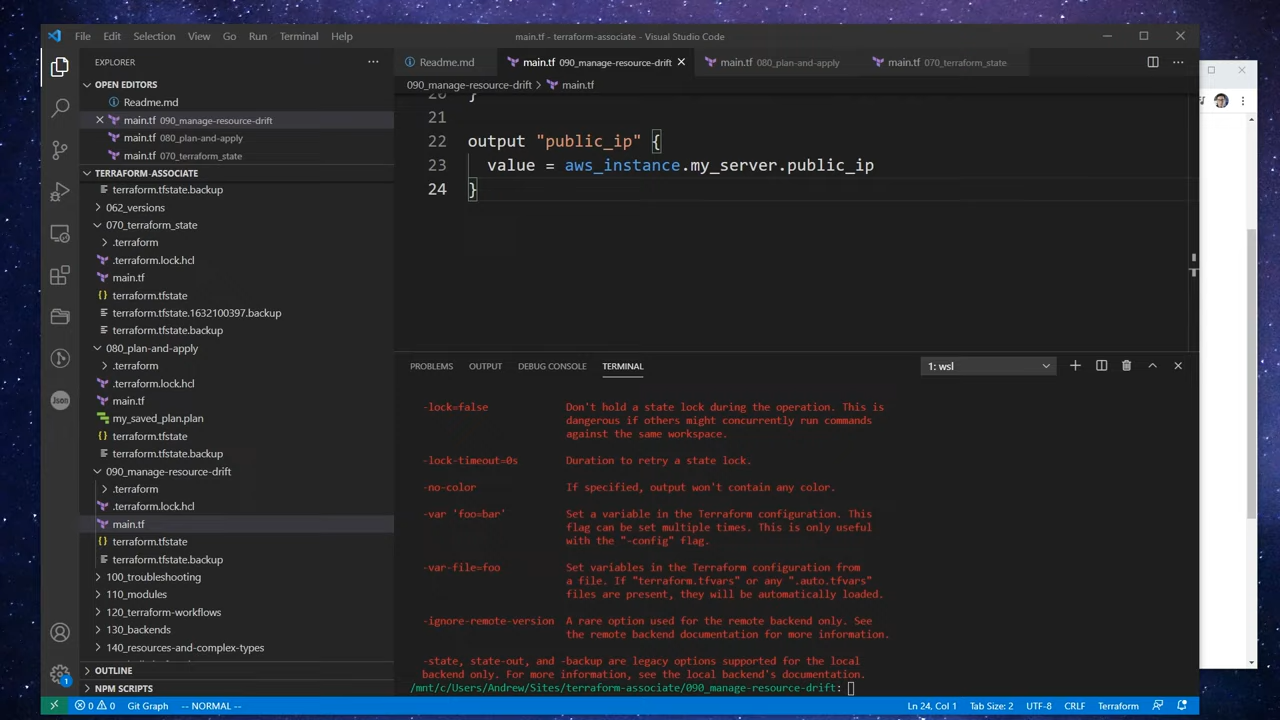 File Edit Selection View Go Run Terminal Help
main.tf - terraform-associate - Visual Studio Code
EXPLORER
OPEN EDITORS
Readme.md
main.tf 090_manage-resource-drift
main.tf 080_plan-and-apply
main.tf 070_terraform_state
TERRAFORM-ASSOCIATE
terraform.tfstate.backup
062_versions
070_terraform_state
.terraform
.terraform.lock.hcl
main.tf
terraform.tfstate
terraform.tfstate.1632100397.backup
terraform.tfstate.backup
080_plan-and-apply
.terraform
.terraform.lock.hcl
main.tf
my_saved_plan.plan
terraform.tfstate
terraform.tfstate.backup
090_manage-resource-drift
.terraform
.terraform.lock.hcl
main.tf
terraform.tfstate
terraform.tfstate.backup
100_troubleshooting
110_modules
120_terraform-workflows
130_backends
140_resources-and-complex-types
OUTLINE
NPM SCRIPTS
Json
1
Readme.md
main.tf 090_manage-resource-drift
main.tf 080_plan-and-apply
main.tf 070_terraform_state
090_manage-resource-drift > main.tf
20 }
21
22 output "public_ip" {
23 value = aws_instance.my_server.public_ip
24 }
PROBLEMS OUTPUT DEBUG CONSOLE TERMINAL
1: wsl
-lock=false Don't hold a state lock during the operation. This is
dangerous if others might concurrently run commands
against the same workspace.
-lock-timeout=0s Duration to retry a state lock.
-no-color If specified, output won't contain any color.
-var 'foo=bar' Set a variable in the Terraform configuration. This
flag can be set multiple times. This is only useful
with the "-config" flag.
-var-file=foo Set variables in the Terraform configuration from
a file. If "terraform.tfvars" or any ".auto.tfvars"
files are present, they will be automatically loaded.
-ignore-remote-version A rare option used for the remote backend only. See
the remote backend documentation for more information.
-state, state-out, and -backup are legacy options supported for the local
backend only. For more information, see the local backend's documentation.
/mnt/c/Users/Andrew/Sites/terraform-associate/090_manage-resource-drift:
0 0 Git Graph -- NORMAL -- Ln 24, Col 1 Tab Size: 2 UTF-8 CRLF Terraform